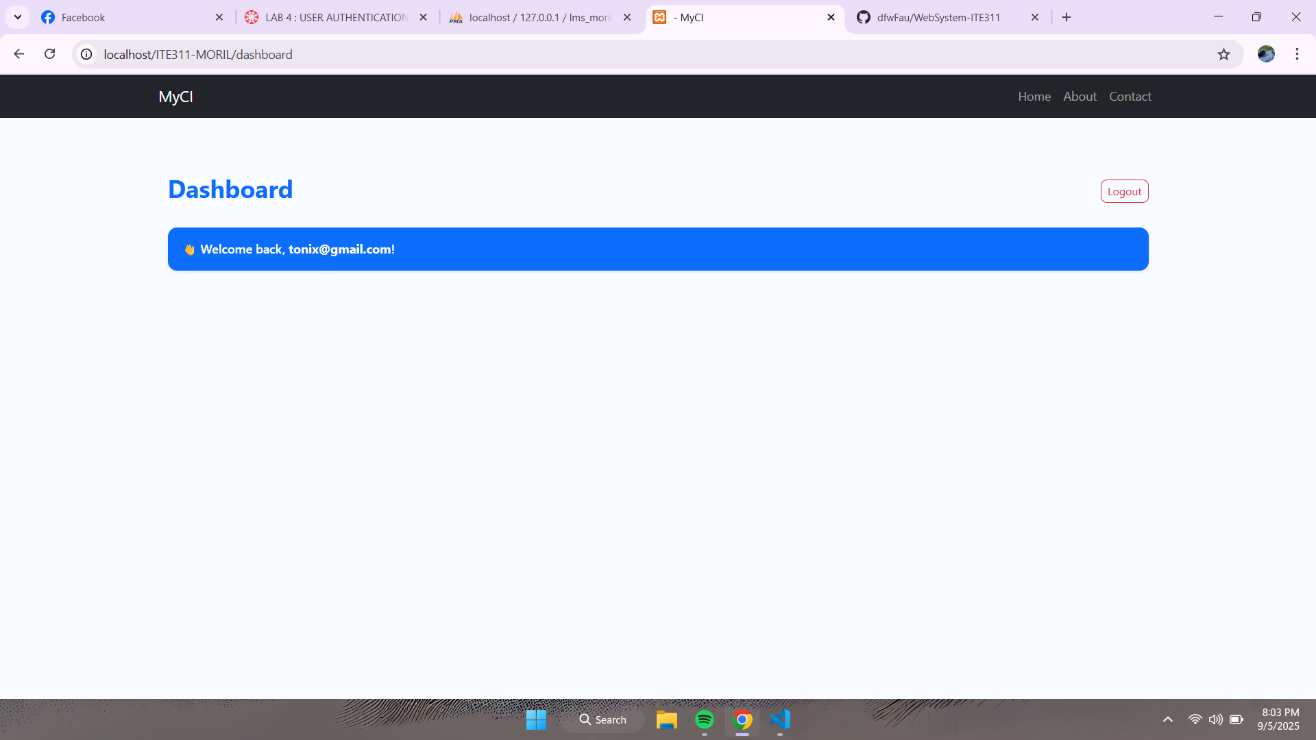 Facebook
LAB 4 : USER AUTHENTICATION
localhost / 127.0.0.1 / lms_mori
- MyCI
dfwFau/WebSystem-ITE311
localhost/ITE311-MORIL/dashboard
MyCI
Home
About
Contact
Dashboard
Logout
👋 Welcome back, tonix@gmail.com!
Search
8:03 PM
9/5/2025